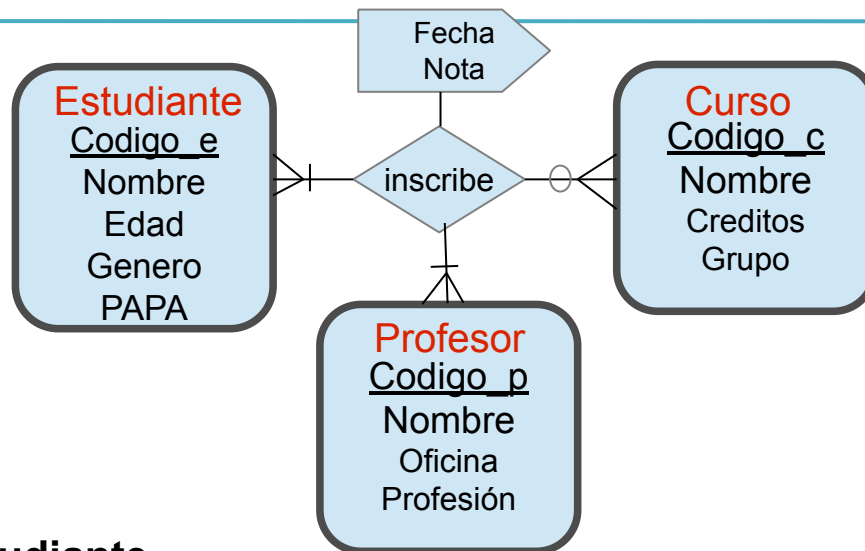 Fecha
Nota
Estudiante
Codigo_e
Nombre
Edad
Genero
PAPA
inscribe
Curso
Codigo_c
Nombre
Creditos
Grupo
Profesor
Codigo_p
Nombre
Oficina
Profesión
udiante